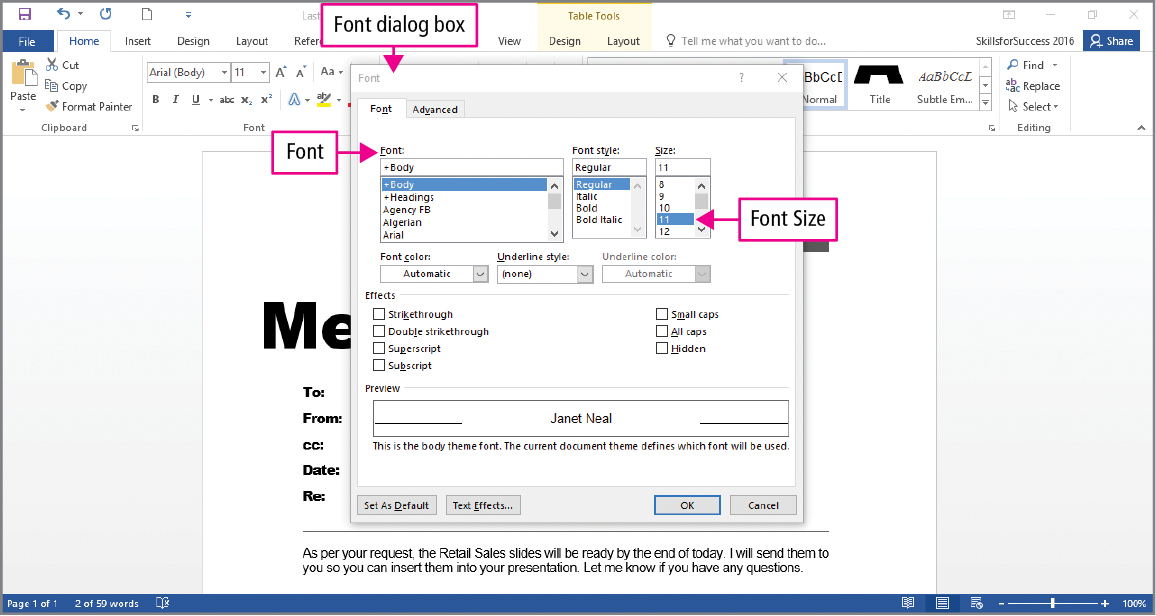 Last
Font dialog box
Table Tools
File
Home
Insert
Design
Layout
Refer
View
Design
Layout
Tell me what you want to do...
SkillsforSuccess 2016
Share
Paste
Cut
Copy
Format Painter
Clipboard
Arial (Body)
11
A
A
Aa
B
I
U
abc
x₂
x²
A
aby
Font
Font
?
Font
Advanced
BbCcD
Normal
Title
AaBbCcL
Subtle Em...
Find
Replace
Select
Editing
Font
Font:
+Body
+Body
+Headings
Agency FB
Algerian
Arial
Font style:
Regular
Regular
Italic
Bold
Bold Italic
Size:
11
8
9
10
11
12
Font Size
Font color:
Automatic
Underline style:
(none)
Underline color:
Automatic
Effects
Strikethrough
Double strikethrough
Superscript
Subscript
Small caps
All caps
Hidden
Preview
Janet Neal
This is the body theme font. The current document theme defines which font will be used.
Set As Default
Text Effects...
OK
Cancel
Me
To:
From:
cc:
Date:
Re:
As per your request, the Retail Sales slides will be ready by the end of today. I will send them to
you so you can insert them into your presentation. Let me know if you have any questions.
Page 1 of 1
2 of 59 words
100%